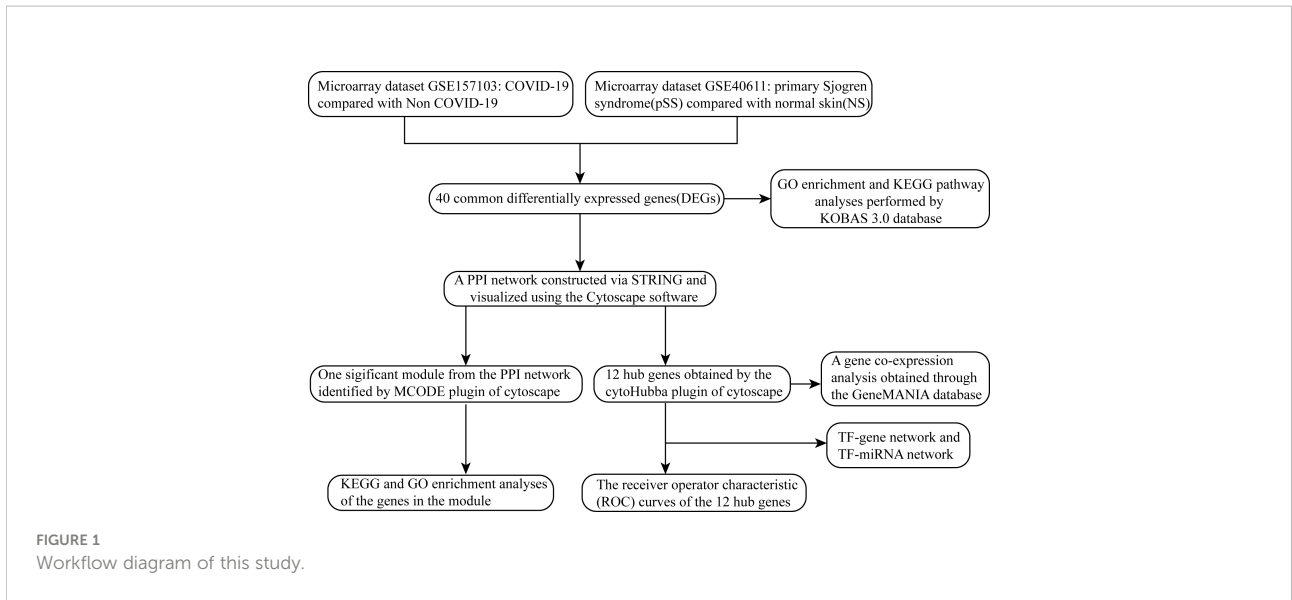 Microarray dataset GSE157103: COVID-19
compared with Non COVID-19
Microarray dataset GSE40611: primary Sjogren
syndrome(pSS) compared with normal skin(NS)
40 common differentially expressed genes(DEGs)
GO enrichment and KEGG pathway
analyses performed by
KOBAS 3.0 database
A PPI network constructed via STRING and
visualized using the Cytoscape software
One sigificant module from the PPI network
identified by MCODE plugin of cytoscape
12 hub genes obtained by the
cytoHubba plugin of cytoscape
A gene co-expression
analysis obtained through
the GeneMANIA database
TF-gene network and
TF-miRNA network
KEGG and GO enrichment analyses
of the genes in the module
The receiver operator characteristic
(ROC) curves of the 12 hub genes
FIGURE 1
Workflow diagram of this study.